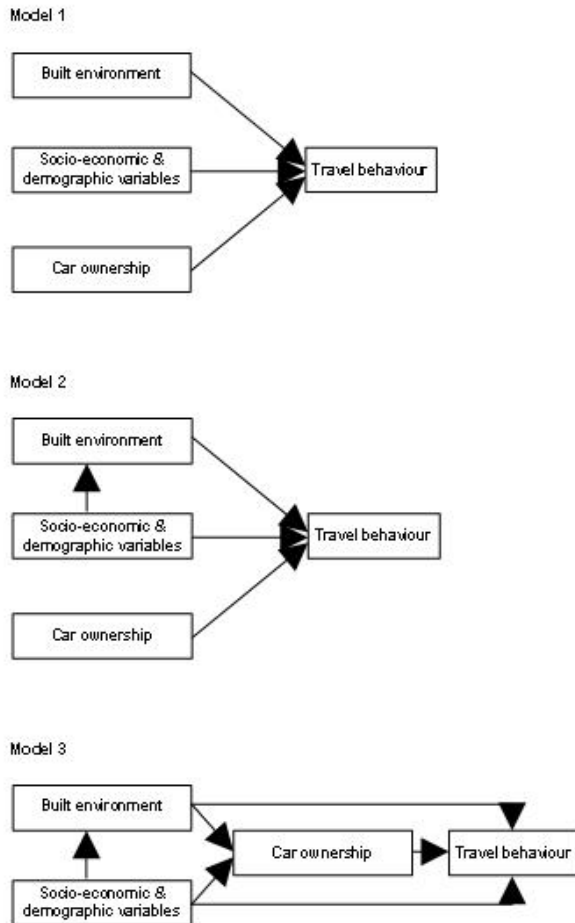 Model 1
Built environment
Socio-economic &
demographic variables
Travel behaviour
Car ownership
Model 2
Built environment
Socio-economic &
demographic variables
Travel behaviour
Car ownership
Model 3
Built environment
Car ownership
Travel behaviour
Socio-economic &
demographic variables